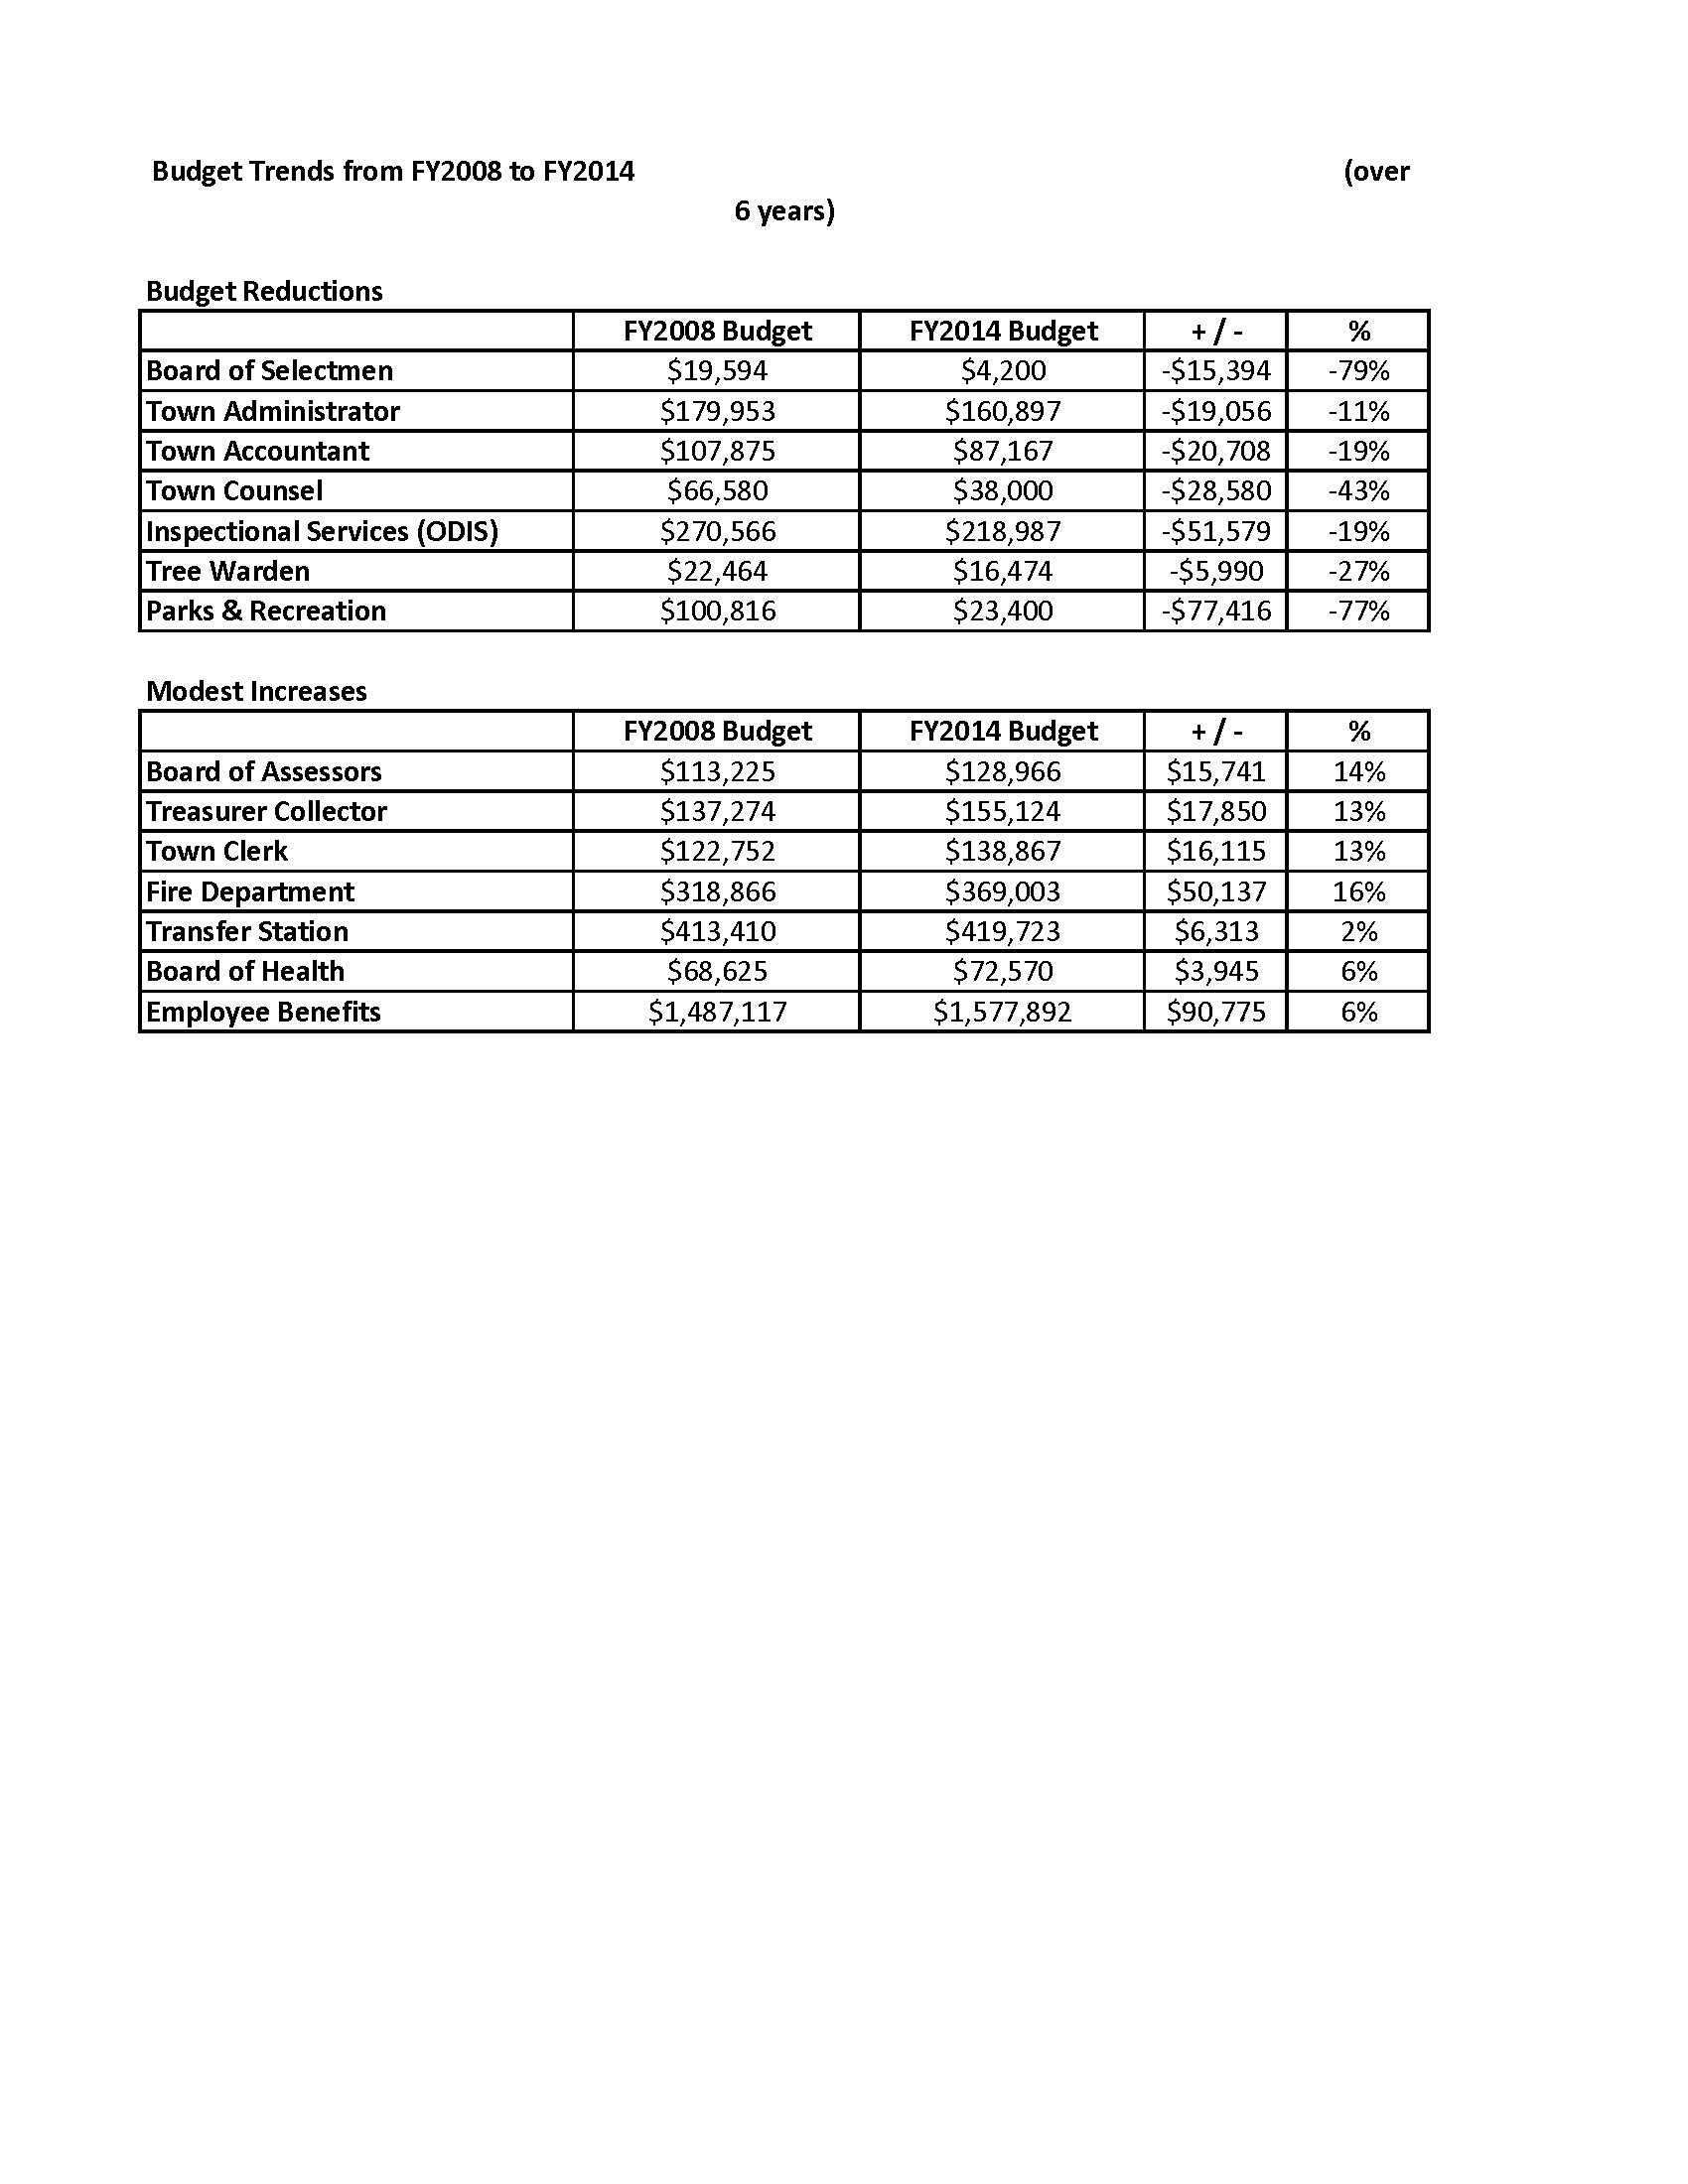 Budget Trends from FY2008 to FY2014 (over
6 years)
Budget Reductions
FY2008 Budget FY2014 Budget + / - %
Board of Selectmen $19,594 $4,200 -$15,394 -79%
Town Administrator $179,953 $160,897 -$19,056 -11%
Town Accountant $107,875 $87,167 -$20,708 -19%
Town Counsel $66,580 $38,000 -$28,580 -43%
Inspectional Services (ODIS) $270,566 $218,987 -$51,579 -19%
Tree Warden $22,464 $16,474 -$5,990 -27%
Parks & Recreation $100,816 $23,400 -$77,416 -77%
Modest Increases
FY2008 Budget FY2014 Budget + / - %
Board of Assessors $113,225 $128,966 $15,741 14%
Treasurer Collector $137,274 $155,124 $17,850 13%
Town Clerk $122,752 $138,867 $16,115 13%
Fire Department $318,866 $369,003 $50,137 16%
Transfer Station $413,410 $419,723 $6,313 2%
Board of Health $68,625 $72,570 $3,945 6%
Employee Benefits $1,487,117 $1,577,892 $90,775 6%